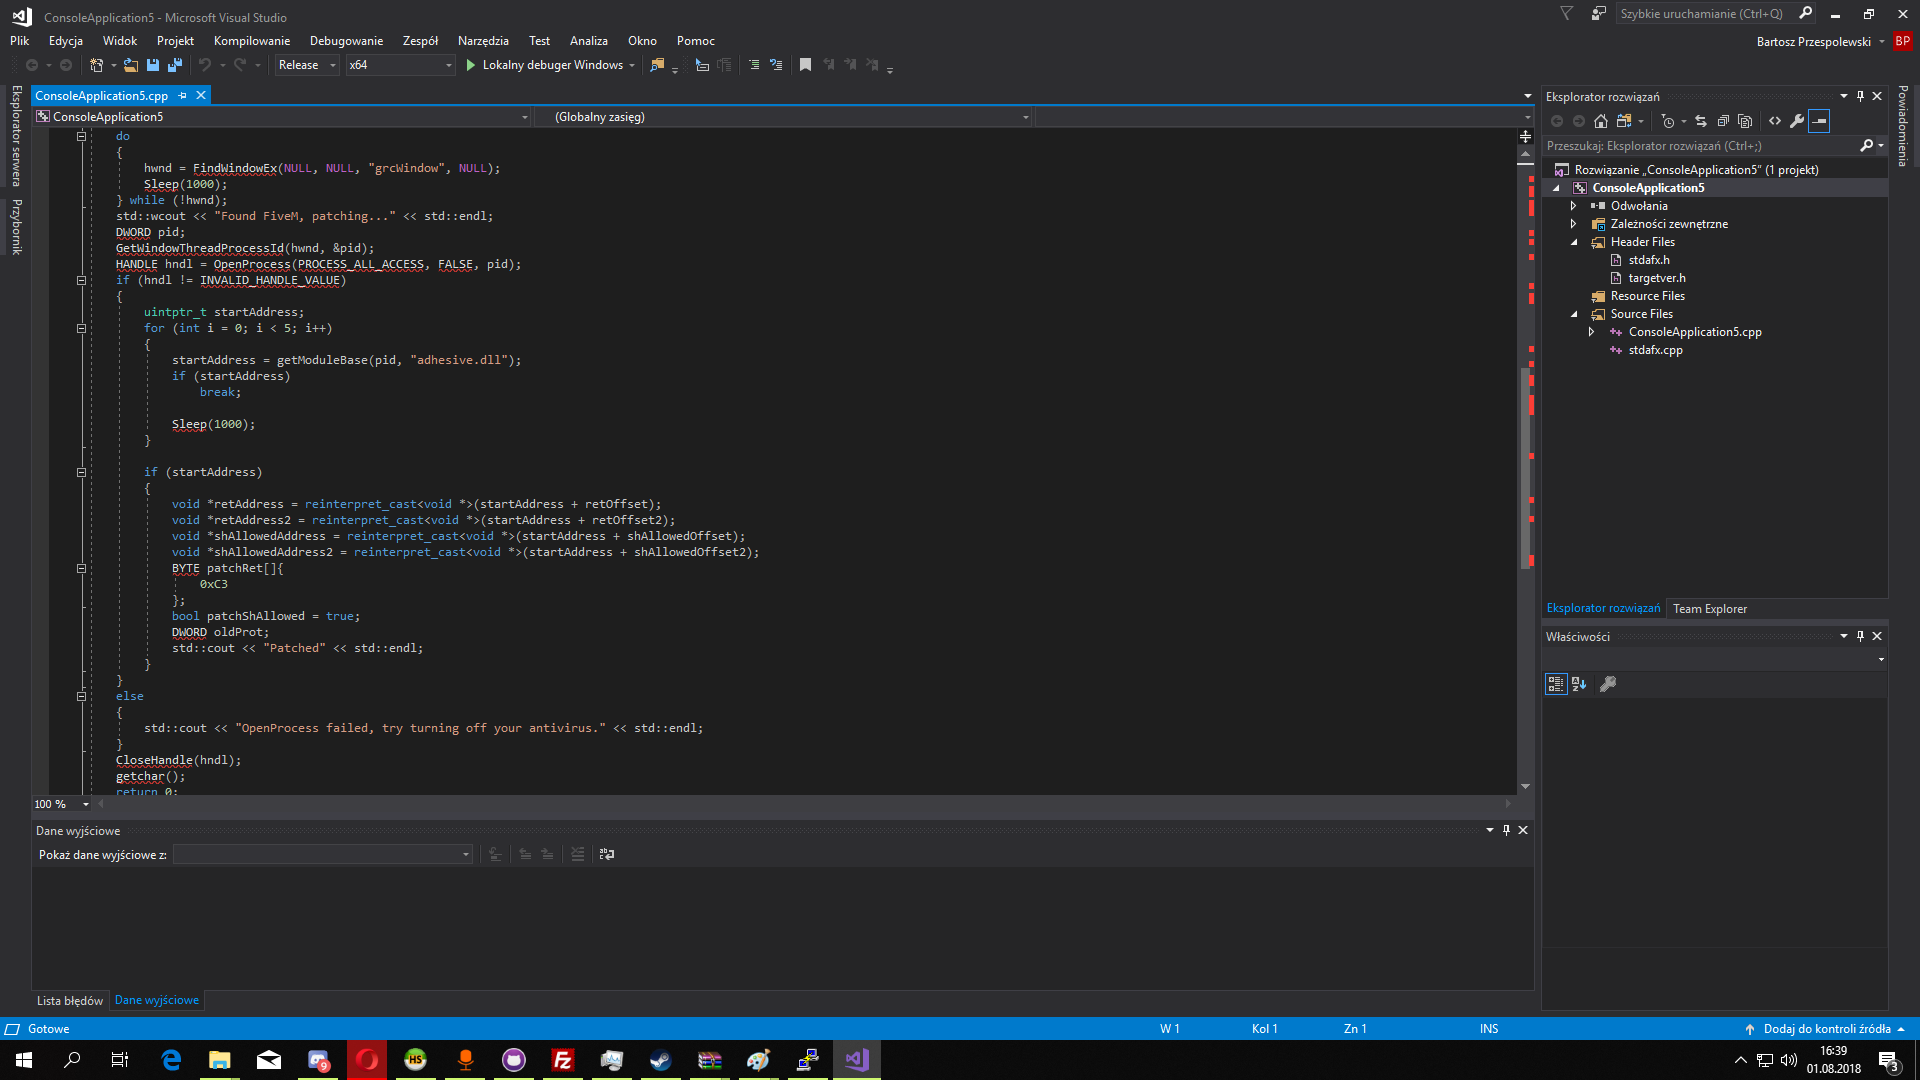 ConsoleApplication5 - Microsoft Visual Studio
Szybkie uruchamianie (Ctrl+Q)
Plik Edycja Widok Projekt Kompilowanie Debugowanie Zespół Narzędzia Test Analiza Okno Pomoc
Bartosz Przespolewski BP
Release x64 Lokalny debuger Windows
Eksplorator serwera
Przybornik
ConsoleApplication5.cpp
ConsoleApplication5 (Globalny zasięg)
do
{
hwnd = FindWindowEx(NULL, NULL, "grcWindow", NULL);
Sleep(1000);
} while (!hwnd);
std::wcout << "Found FiveM, patching..." << std::endl;
DWORD pid;
GetWindowThreadProcessId(hwnd, &pid);
HANDLE hndl = OpenProcess(PROCESS_ALL_ACCESS, FALSE, pid);
if (hndl != INVALID_HANDLE_VALUE)
{
uintptr_t startAddress;
for (int i = 0; i < 5; i++)
{
startAddress = getModuleBase(pid, "adhesive.dll");
if (startAddress)
break;
Sleep(1000);
}
if (startAddress)
{
void *retAddress = reinterpret_cast<void *>(startAddress + retOffset);
void *retAddress2 = reinterpret_cast<void *>(startAddress + retOffset2);
void *shAllowedAddress = reinterpret_cast<void *>(startAddress + shAllowedOffset);
void *shAllowedAddress2 = reinterpret_cast<void *>(startAddress + shAllowedOffset2);
BYTE patchRet[]{
0xC3
};
bool patchShAllowed = true;
DWORD oldProt;
std::cout << "Patched" << std::endl;
}
}
else
{
std::cout << "OpenProcess failed, try turning off your antivirus." << std::endl;
}
CloseHandle(hndl);
getchar();
return 0;
100 %
Dane wyjściowe
Pokaż dane wyjściowe z:
Lista błędów Dane wyjściowe
Eksplorator rozwiązań
Przeszukaj: Eksplorator rozwiązań (Ctrl+;)
Rozwiązanie „ConsoleApplication5” (1 projekt)
ConsoleApplication5
Odwołania
Zależności zewnętrzne
Header Files
stdafx.h
targetver.h
Resource Files
Source Files
ConsoleApplication5.cpp
stdafx.cpp
Eksplorator rozwiązań Team Explorer
Właściwości
Powiadomienia
Gotowe W 1 Kol 1 Zn 1 INS Dodaj do kontroli źródła
9
HS
FZ
16:39
01.08.2018
3